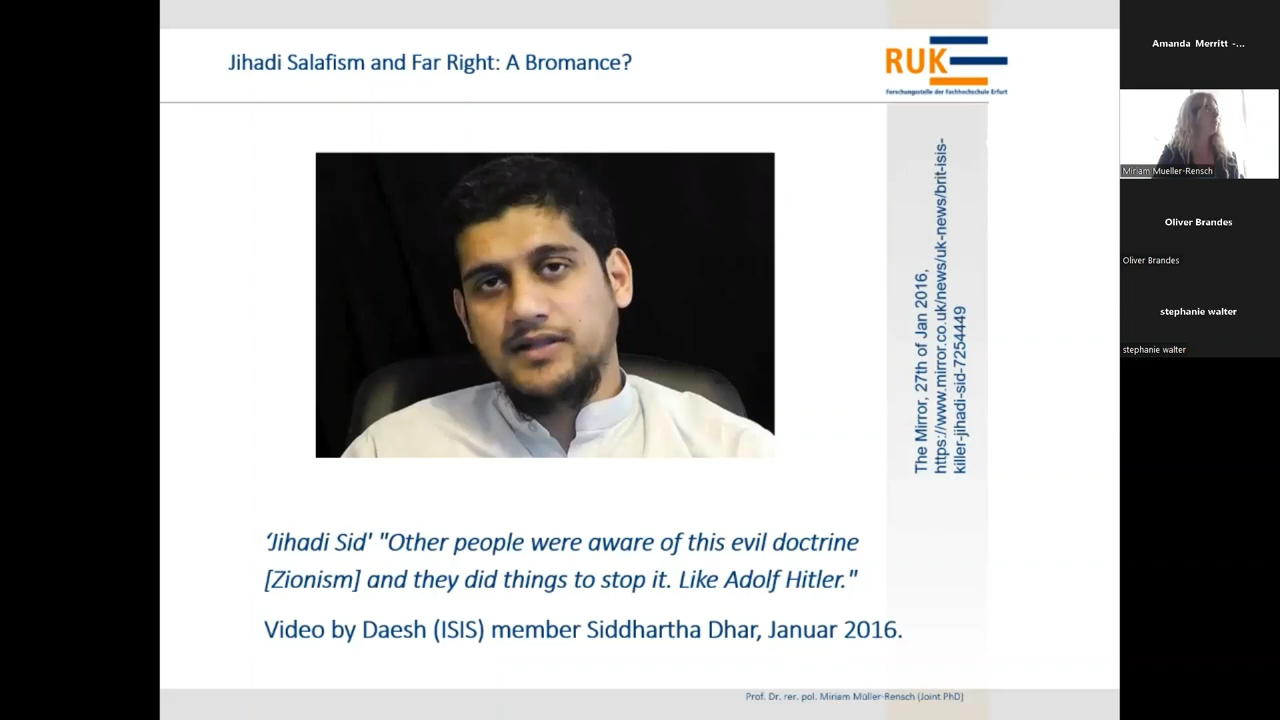 Jihadi Salafism and Far Right: A Bromance?
RUK
Forschungsstelle der Fachhochschule Erfurt
The Mirror, 27th of Jan 2016,
https://www.mirror.co.uk/news/uk-news/brit-isis-
killer-jihadi-sid-7254449
‘Jihadi Sid' "Other people were aware of this evil doctrine
[Zionism] and they did things to stop it. Like Adolf Hitler."
Video by Daesh (ISIS) member Siddhartha Dhar, Januar 2016.
Prof. Dr. rer. pol. Miriam Müller-Rensch (Joint PhD)
Amanda Merritt -...
Miriam Mueller-Rensch
Oliver Brandes
Oliver Brandes
stephanie walter
stephanie walter